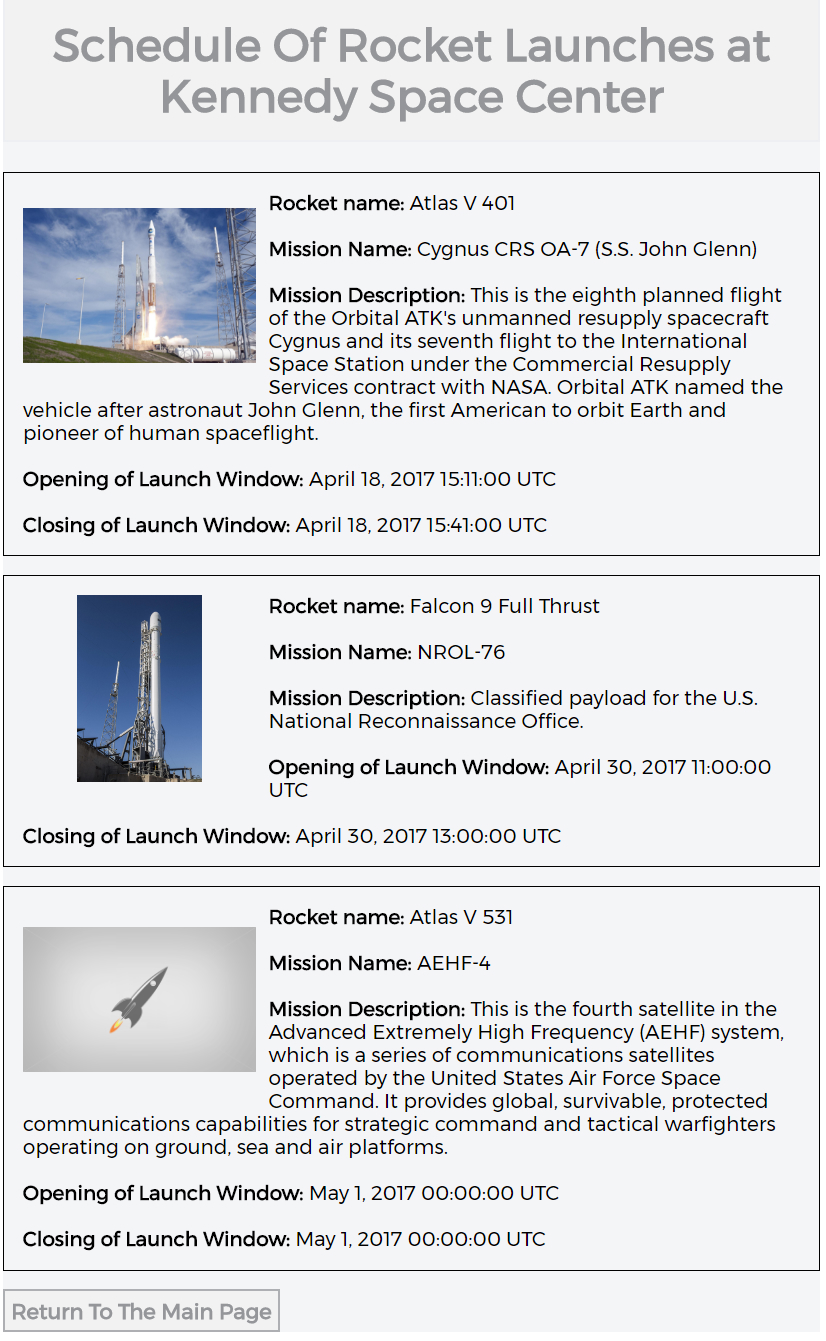 Schedule Of Rocket Launches at
Kennedy Space Center
Rocket name: Atlas V 401
Mission Name: Cygnus CRS OA-7 (S.S. John Glenn)
Mission Description: This is the eighth planned flight
of the Orbital ATK's unmanned resupply spacecraft
Cygnus and its seventh flight to the International
Space Station under the Commercial Resupply
Services contract with NASA. Orbital ATK named the
vehicle after astronaut John Glenn, the first American to orbit Earth and
pioneer of human spaceflight.
Opening of Launch Window: April 18, 2017 15:11:00 UTC
Closing of Launch Window: April 18, 2017 15:41:00 UTC
Rocket name: Falcon 9 Full Thrust
Mission Name: NROL-76
Mission Description: Classified payload for the U.S.
National Reconnaissance Office.
Opening of Launch Window: April 30, 2017 11:00:00
UTC
Closing of Launch Window: April 30, 2017 13:00:00 UTC
Rocket name: Atlas V 531
Mission Name: AEHF-4
Mission Description: This is the fourth satellite in the
Advanced Extremely High Frequency (AEHF) system,
which is a series of communications satellites
operated by the United States Air Force Space
Command. It provides global, survivable, protected
communications capabilities for strategic command and tactical warfighters
operating on ground, sea and air platforms.
Opening of Launch Window: May 1, 2017 00:00:00 UTC
Closing of Launch Window: May 1, 2017 00:00:00 UTC
Return To The Main Page